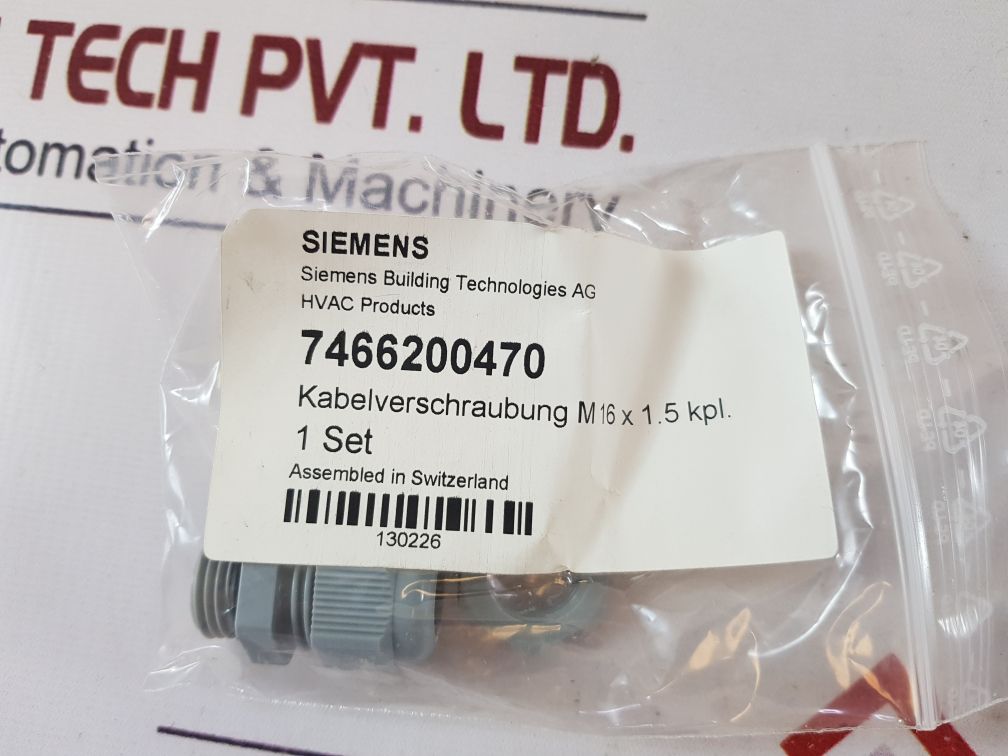 TECH PVT. LTD.
tomation & Machinery
SIEMENS
Siemens Building Technologies AG
HVAC Products
7466200470
Kabelverschraubung M16 x 1.5 kpl.
1 Set
Assembled in Switzerland
130226